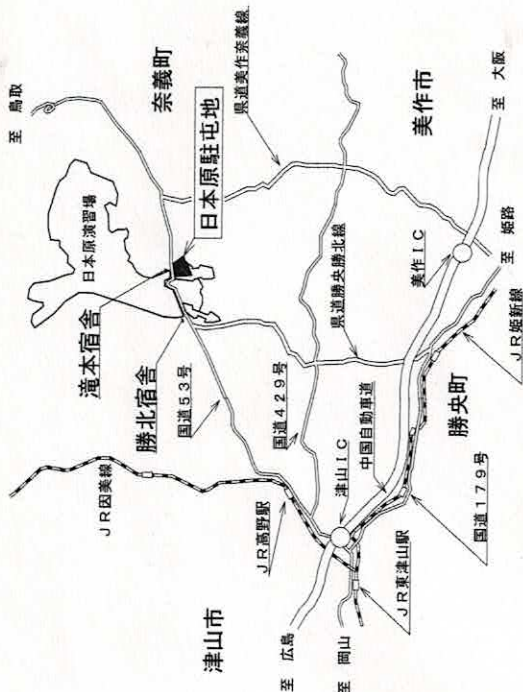 至 鳥取
奈義町
日本原演習場
日本原駐屯地
県道美作奈義線
滝本宿舎
勝北宿舎
国道53号
国道429号
県道勝央勝北線
美作市
至 大阪
美作IC
至 姫路
JR因美線
JR高野駅
津山IC
中国自動車道
勝央町
JR姫新線
津山市
至 広島
至 岡山
JR東津山駅
国道179号